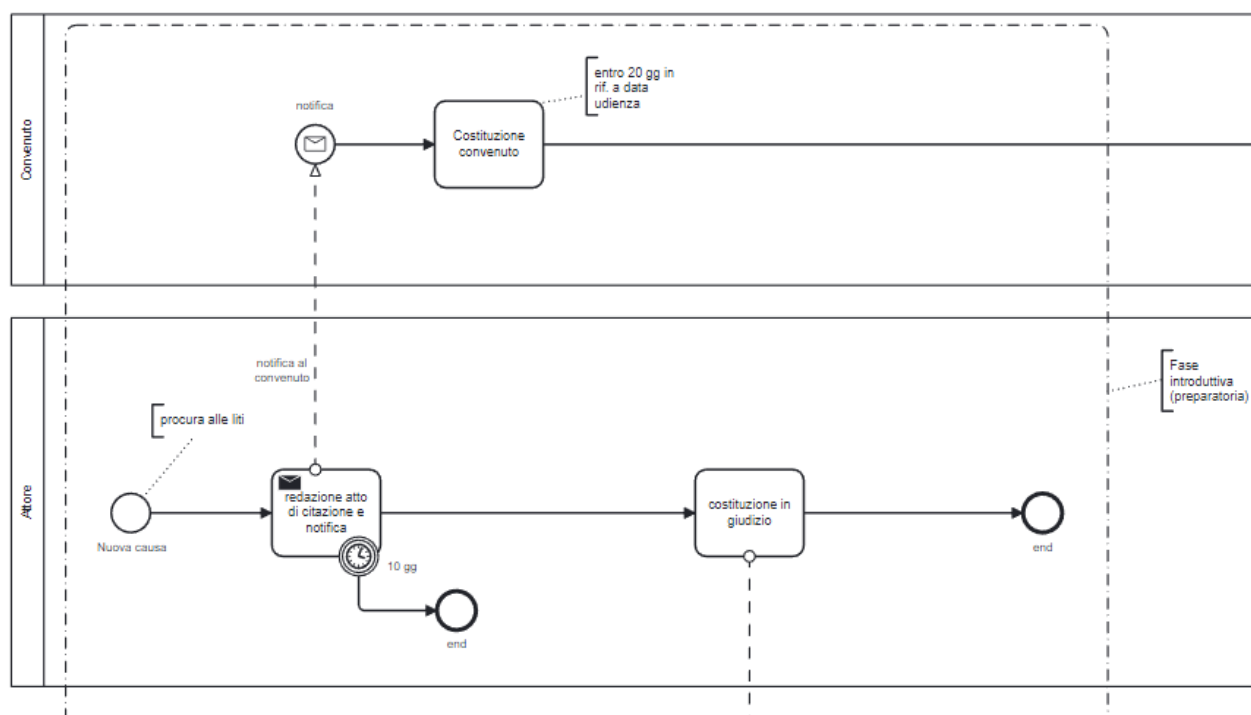 Convenuto
notifica
Costituzione
convenuto
entro 20 gg in
rif. a data
udienza
Attore
notifica al
convenuto
Fase
introduttiva
(preparatoria)
procura alle liti
Nuova causa
redazione atto
di citazione e
notifica
10 gg
end
costituzione in
giudizio
end